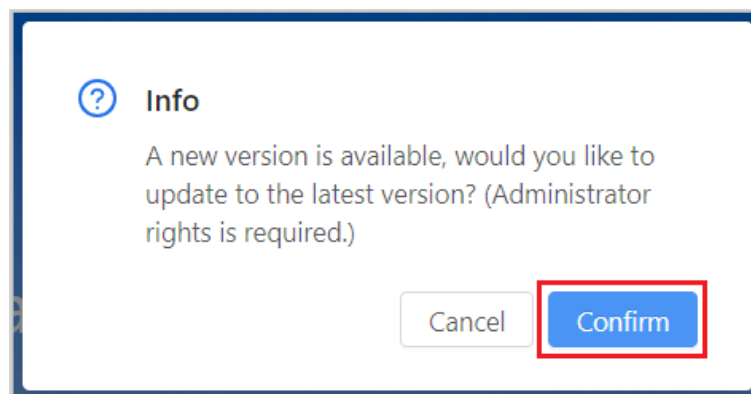 Info
A new version is available, would you like to
update to the latest version? (Administrator
rights is required.)
Cancel
Confirm